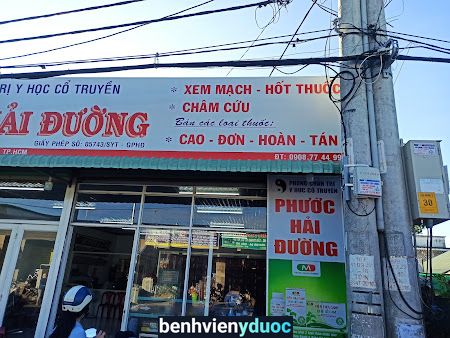 RỊ Y HỌC CỔ TRUYỀN
* XEM MẠCH - HỐT THUỐC
* CHÂM CỨU
ẢI ĐƯỜNG
Bán các loại thuốc:
GIẤY PHÉP SỐ: 05743/SYT - GPHĐ
* CAO - ĐƠN - HOÀN - TÁN
TP.HCM
ĐT: 0908.77 44 99
PHÒNG CHẨN TRỊ
Y HỌC CỔ TRUYỀN
PHƯỚC
HẢI
ĐƯỜNG
30
benhvienyduoc